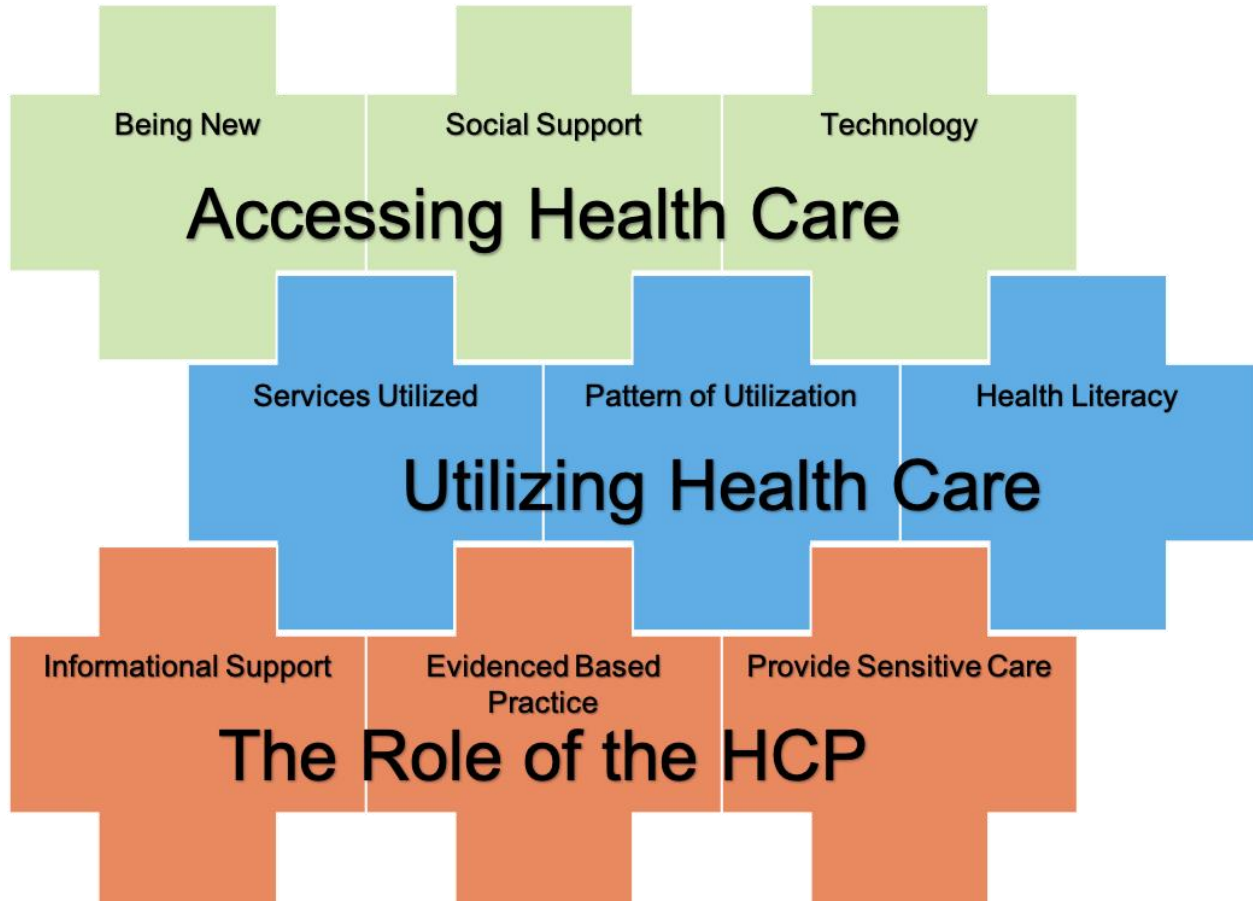 Being New
Social Support
Technology
Accessing Health Care
Services Utilized
Pattern of Utilization
Health Literacy
Utilizing Health Care
Informational Support
Evidenced Based
Practice
Provide Sensitive Care
The Role of the HCP